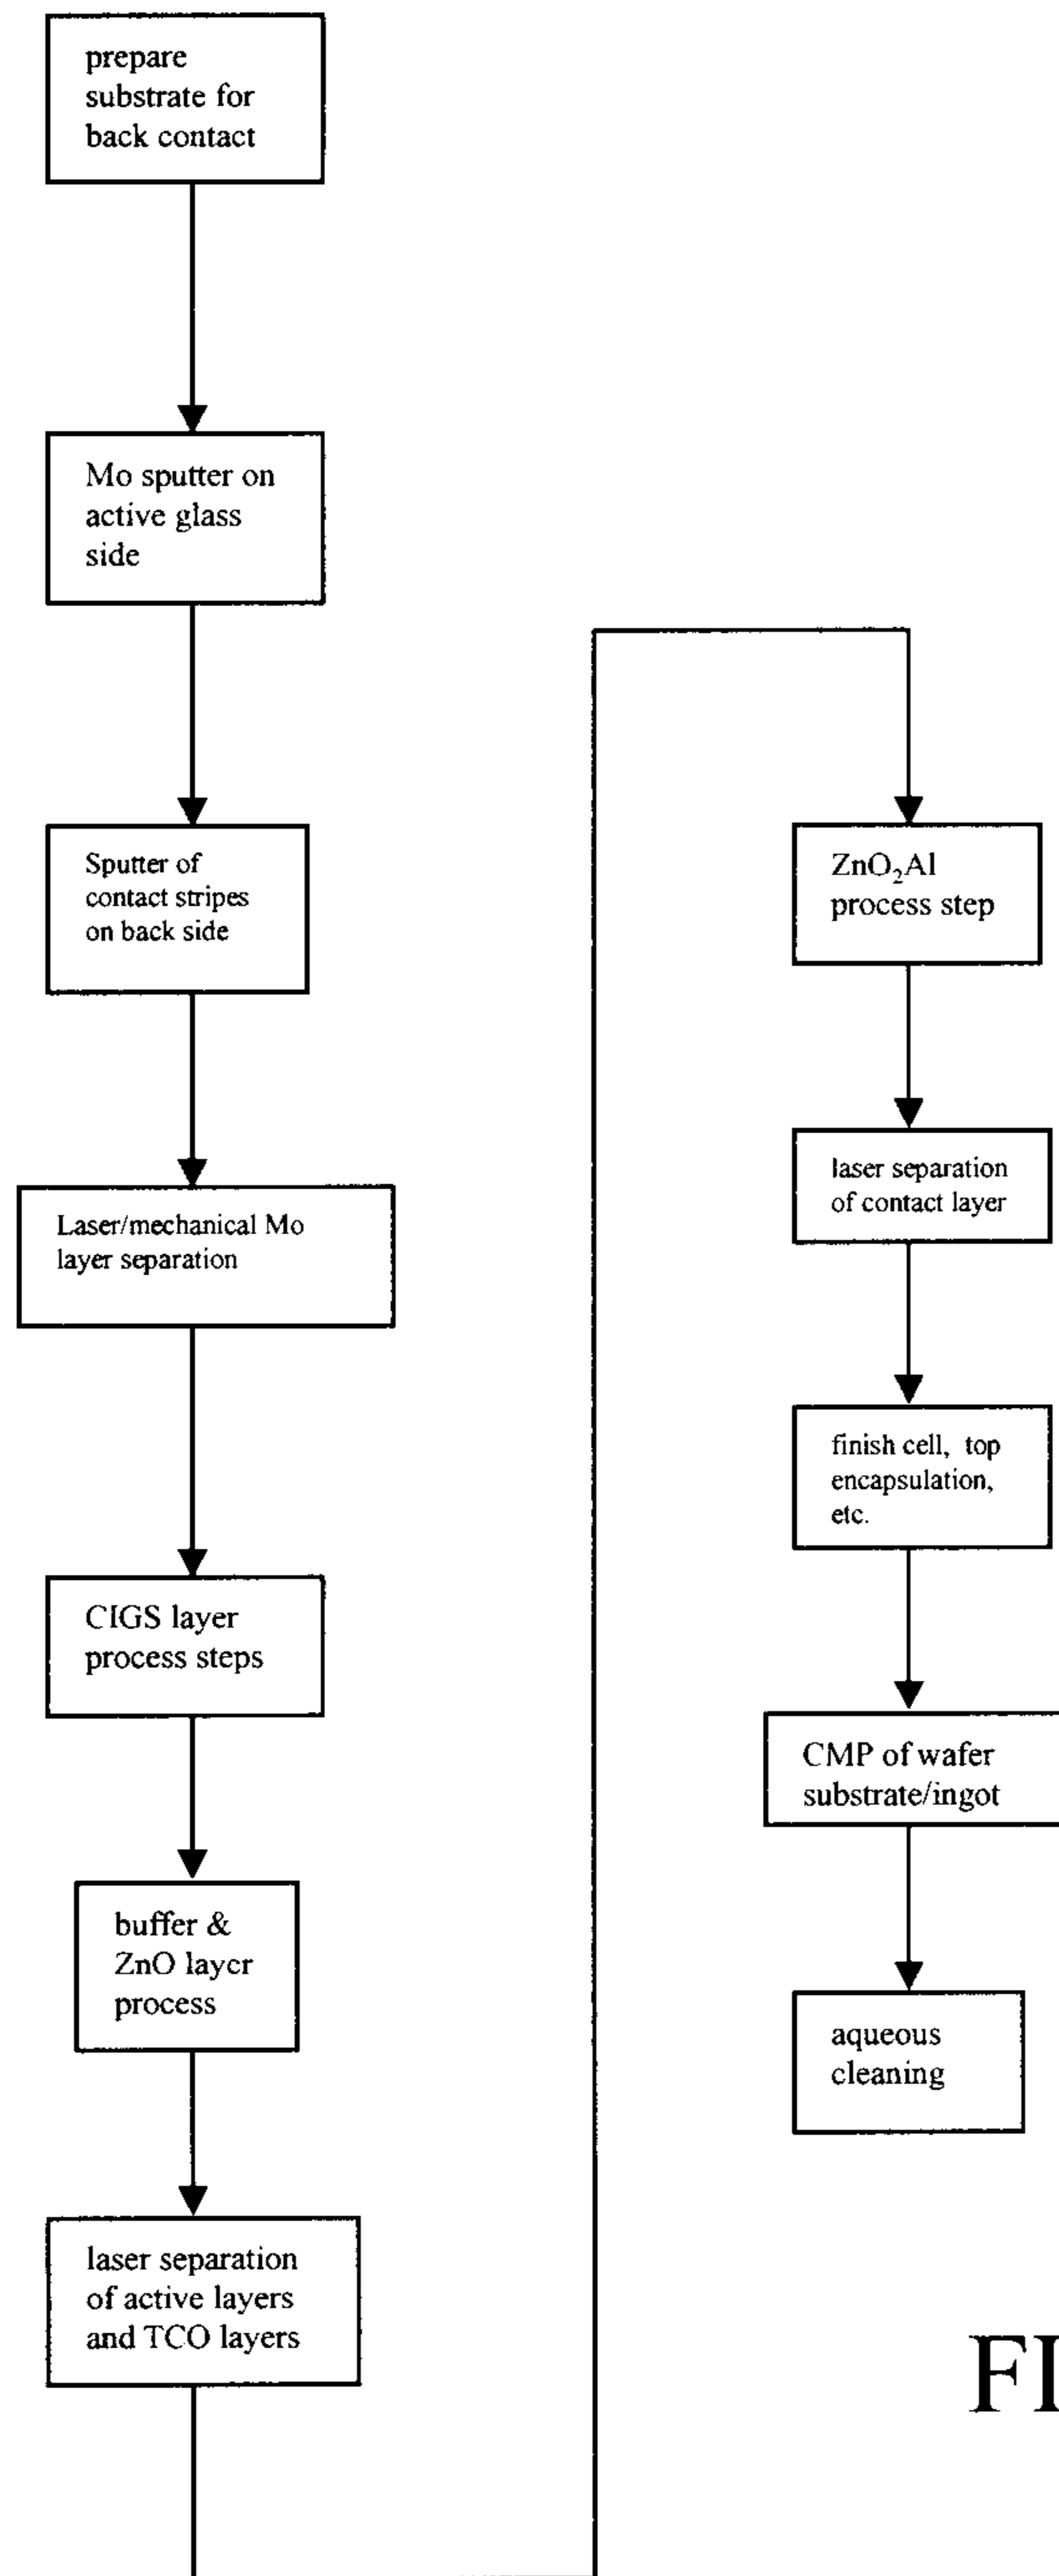 prepare
substrate for
back contact
Mo sputter on
active glass
side
Sputter of
contact stripes
on back side
Laser/mechanical Mo
layer separation
CIGS layer
process steps
buffer &
ZnO layer
process
laser separation
of active layers
and TCO layers
ZnO₂Al
process step
laser separation
of contact layer
finish cell, top
encapsulation,
etc.
CMP of wafer
substrate/ingot
aqueous
cleaning
FI